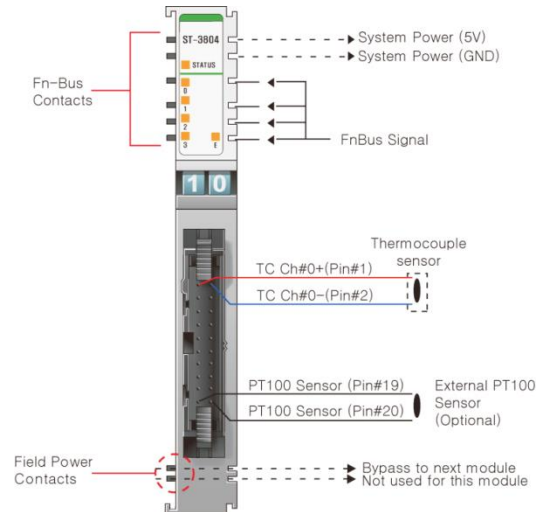 ST-3804
STATUS
0
1
2
3
E
Fn-Bus
Contacts
System Power (5V)
System Power (GND)
FnBus Signal
1 0
Thermocouple
sensor
TC Ch#0+(Pin#1)
TC Ch#0-(Pin#2)
PT100 Sensor (Pin#19)
PT100 Sensor (Pin#20)
External PT100
Sensor
(Optional)
Field Power
Contacts
Bypass to next module
Not used for this module